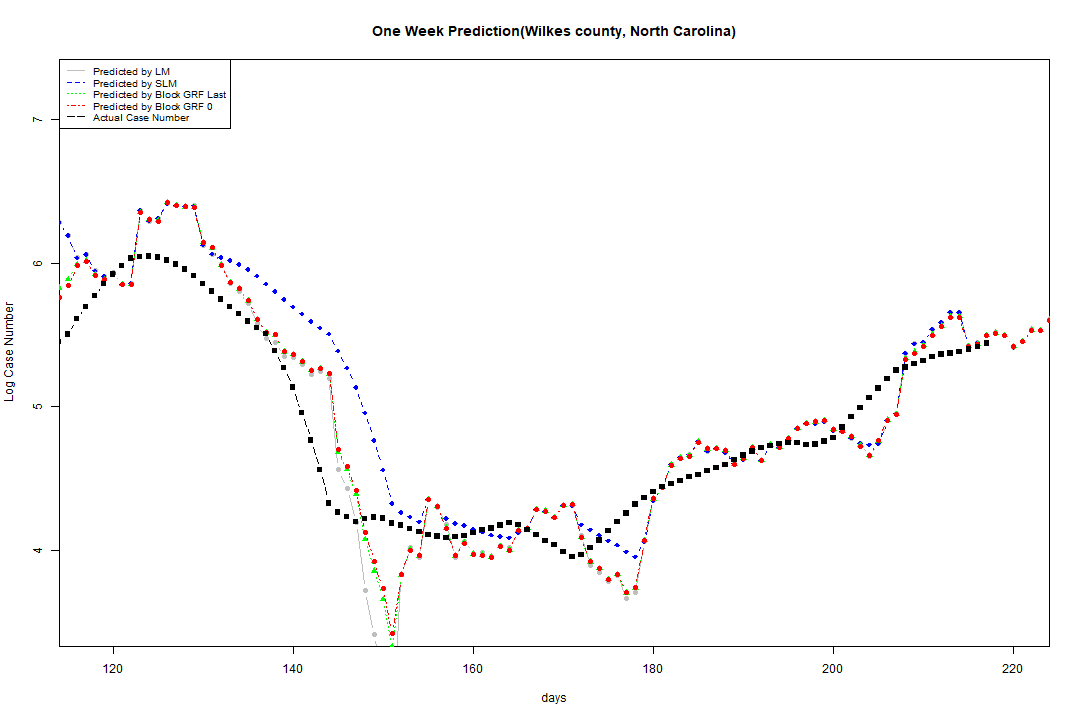 One Week Prediction(Wilkes county, North Carolina)
Predicted by LM
Predicted by SLM
Predicted by Block GRF Last
Predicted by Block GRF 0
Actual Case Number
7
6
5
4
Log Case Number
120 140 160 180 200 220
days